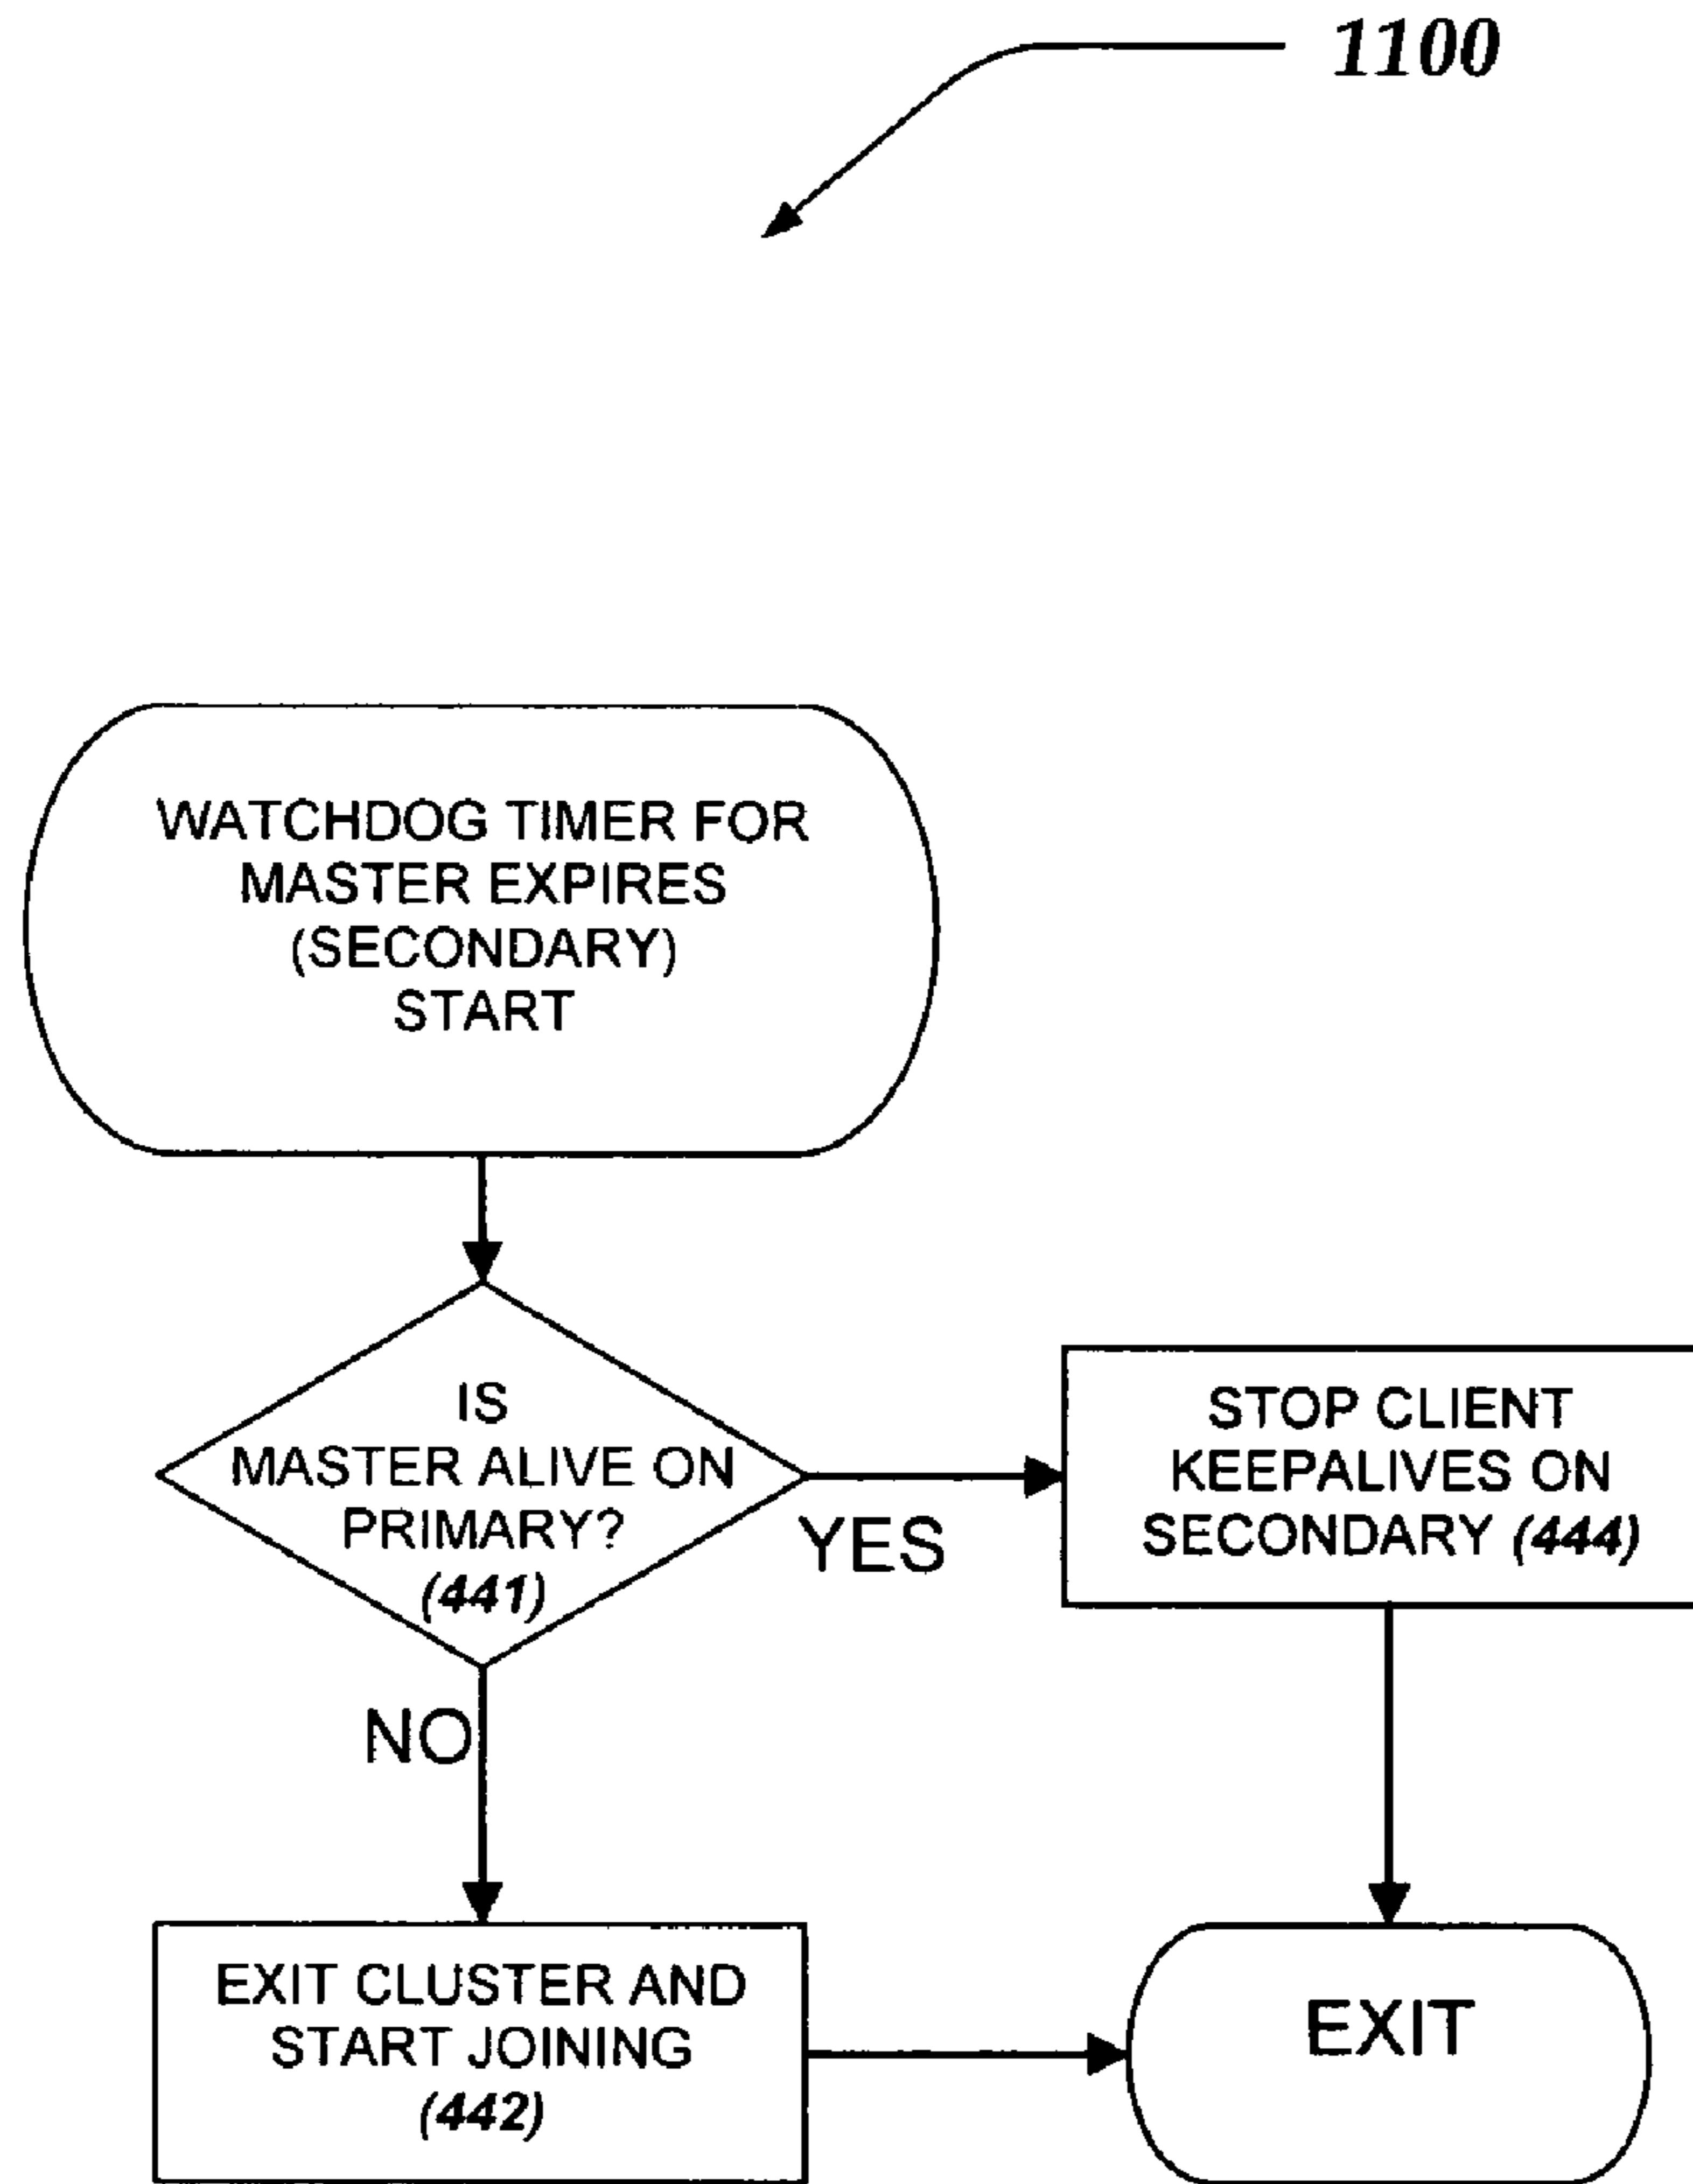 1100
WATCHDOG TIMER FOR
MASTER EXPIRES
(SECONDARY)
START
IS
MASTER ALIVE ON
PRIMARY?
(441)
YES
STOP CLIENT
KEEPALIVES ON
SECONDARY (444)
NO
EXIT CLUSTER AND
START JOINING
(442)
EXIT